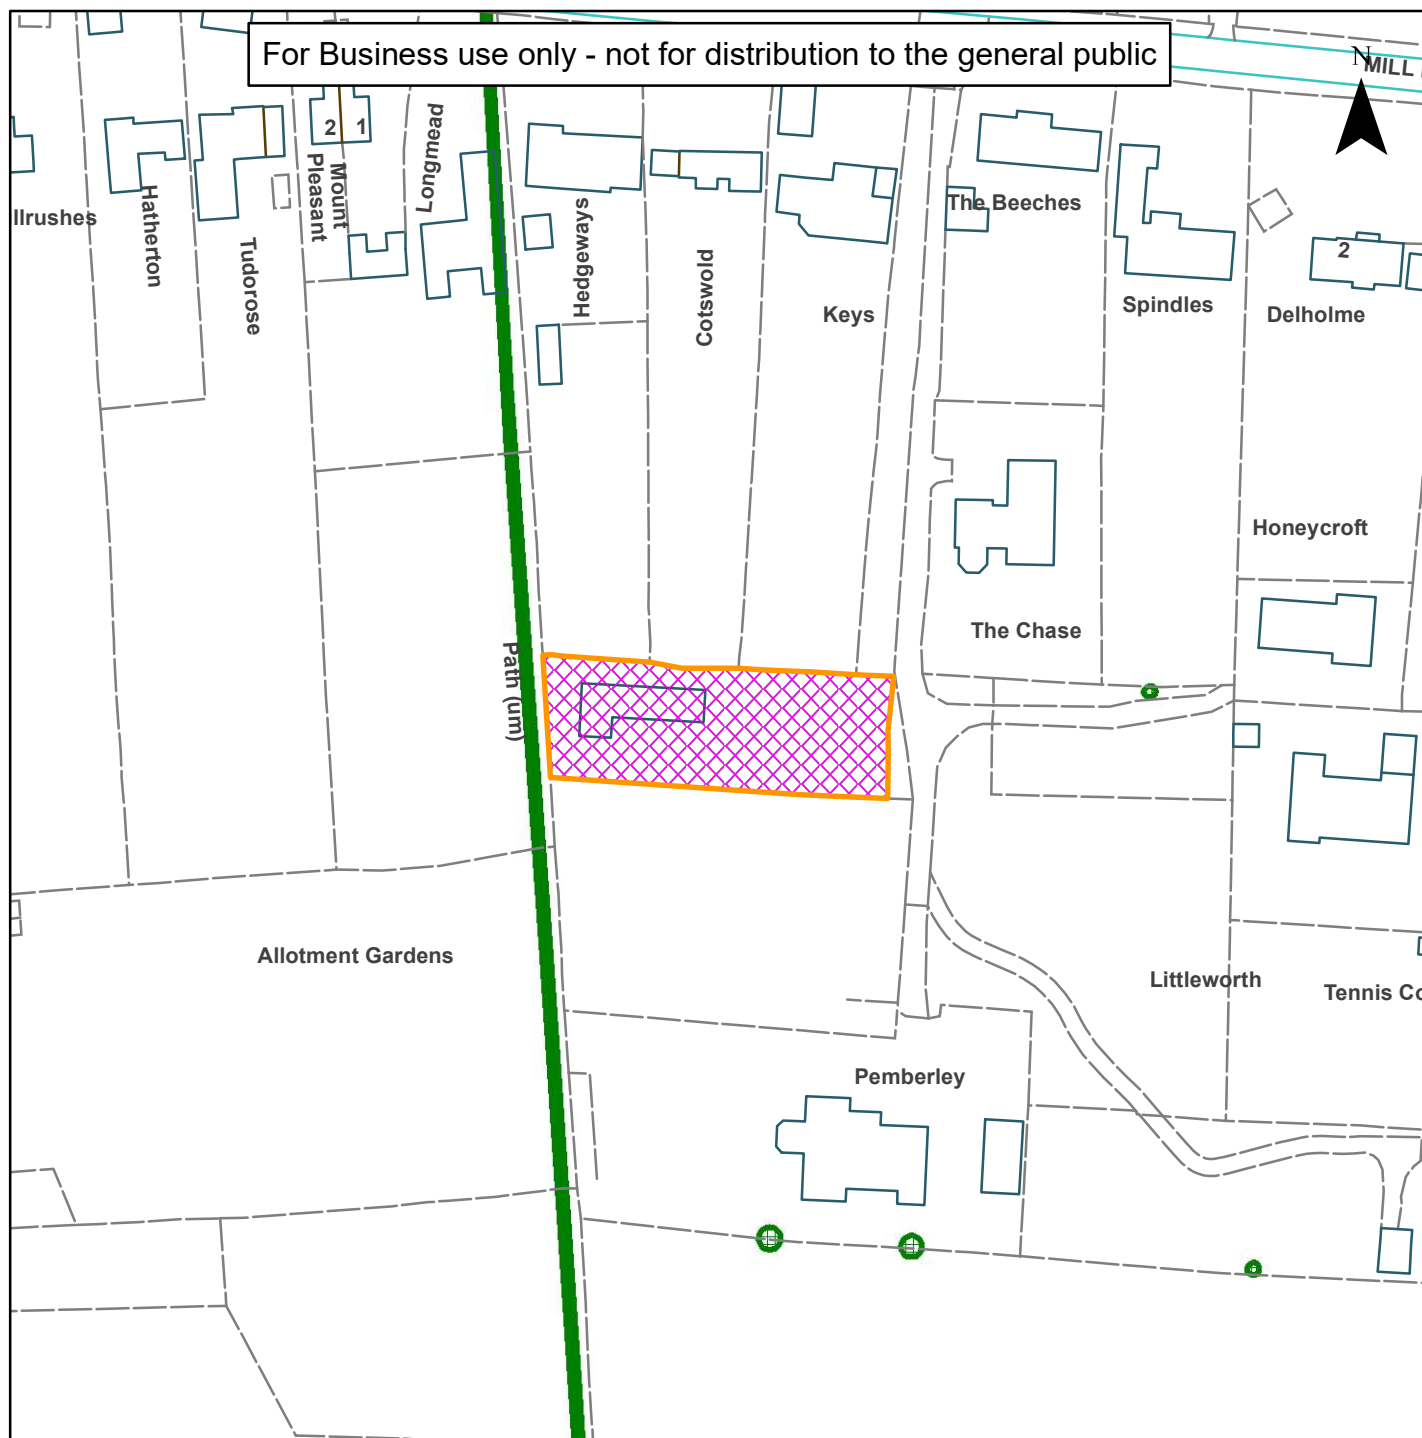 For Business use only - not for distribution to the general public
N
MILL
2
1
Longmead
Mount
Pleasant
Hatherton
llrushes
Tudorose
Hedgeways
Cotswold
Keys
The Beeches
Spindles
2
Delholme
Honeycroft
The Chase
Path (um)
Allotment Gardens
Littleworth
Tennis Co
Pemberley